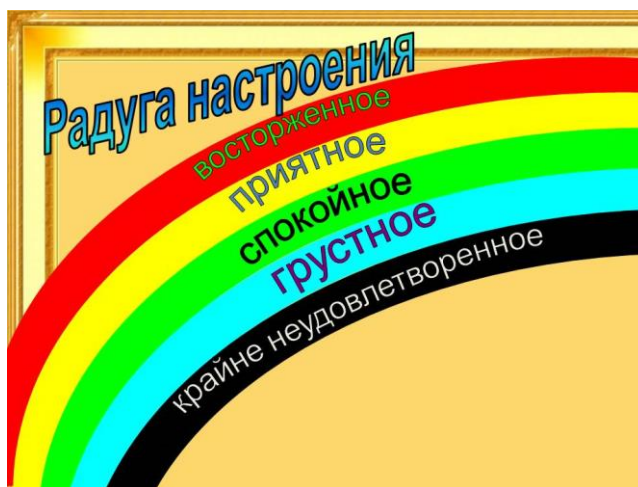 Радуга настроения
восторженное
приятное
спокойное
грустное
крайне неудовлетворенное